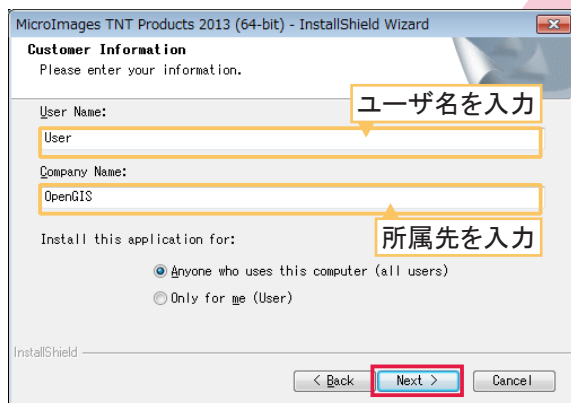 MicroImages TNT Products 2013 (64-bit) - InstallShield Wizard
Customer Information
Please enter your information.
User Name:
ユーザ名を入力
User
Company Name:
OpenGIS
所属先を入力
Install this application for:
Anyone who uses this computer (all users)
Only for me (User)
InstallShield
< Back
Next >
Cancel